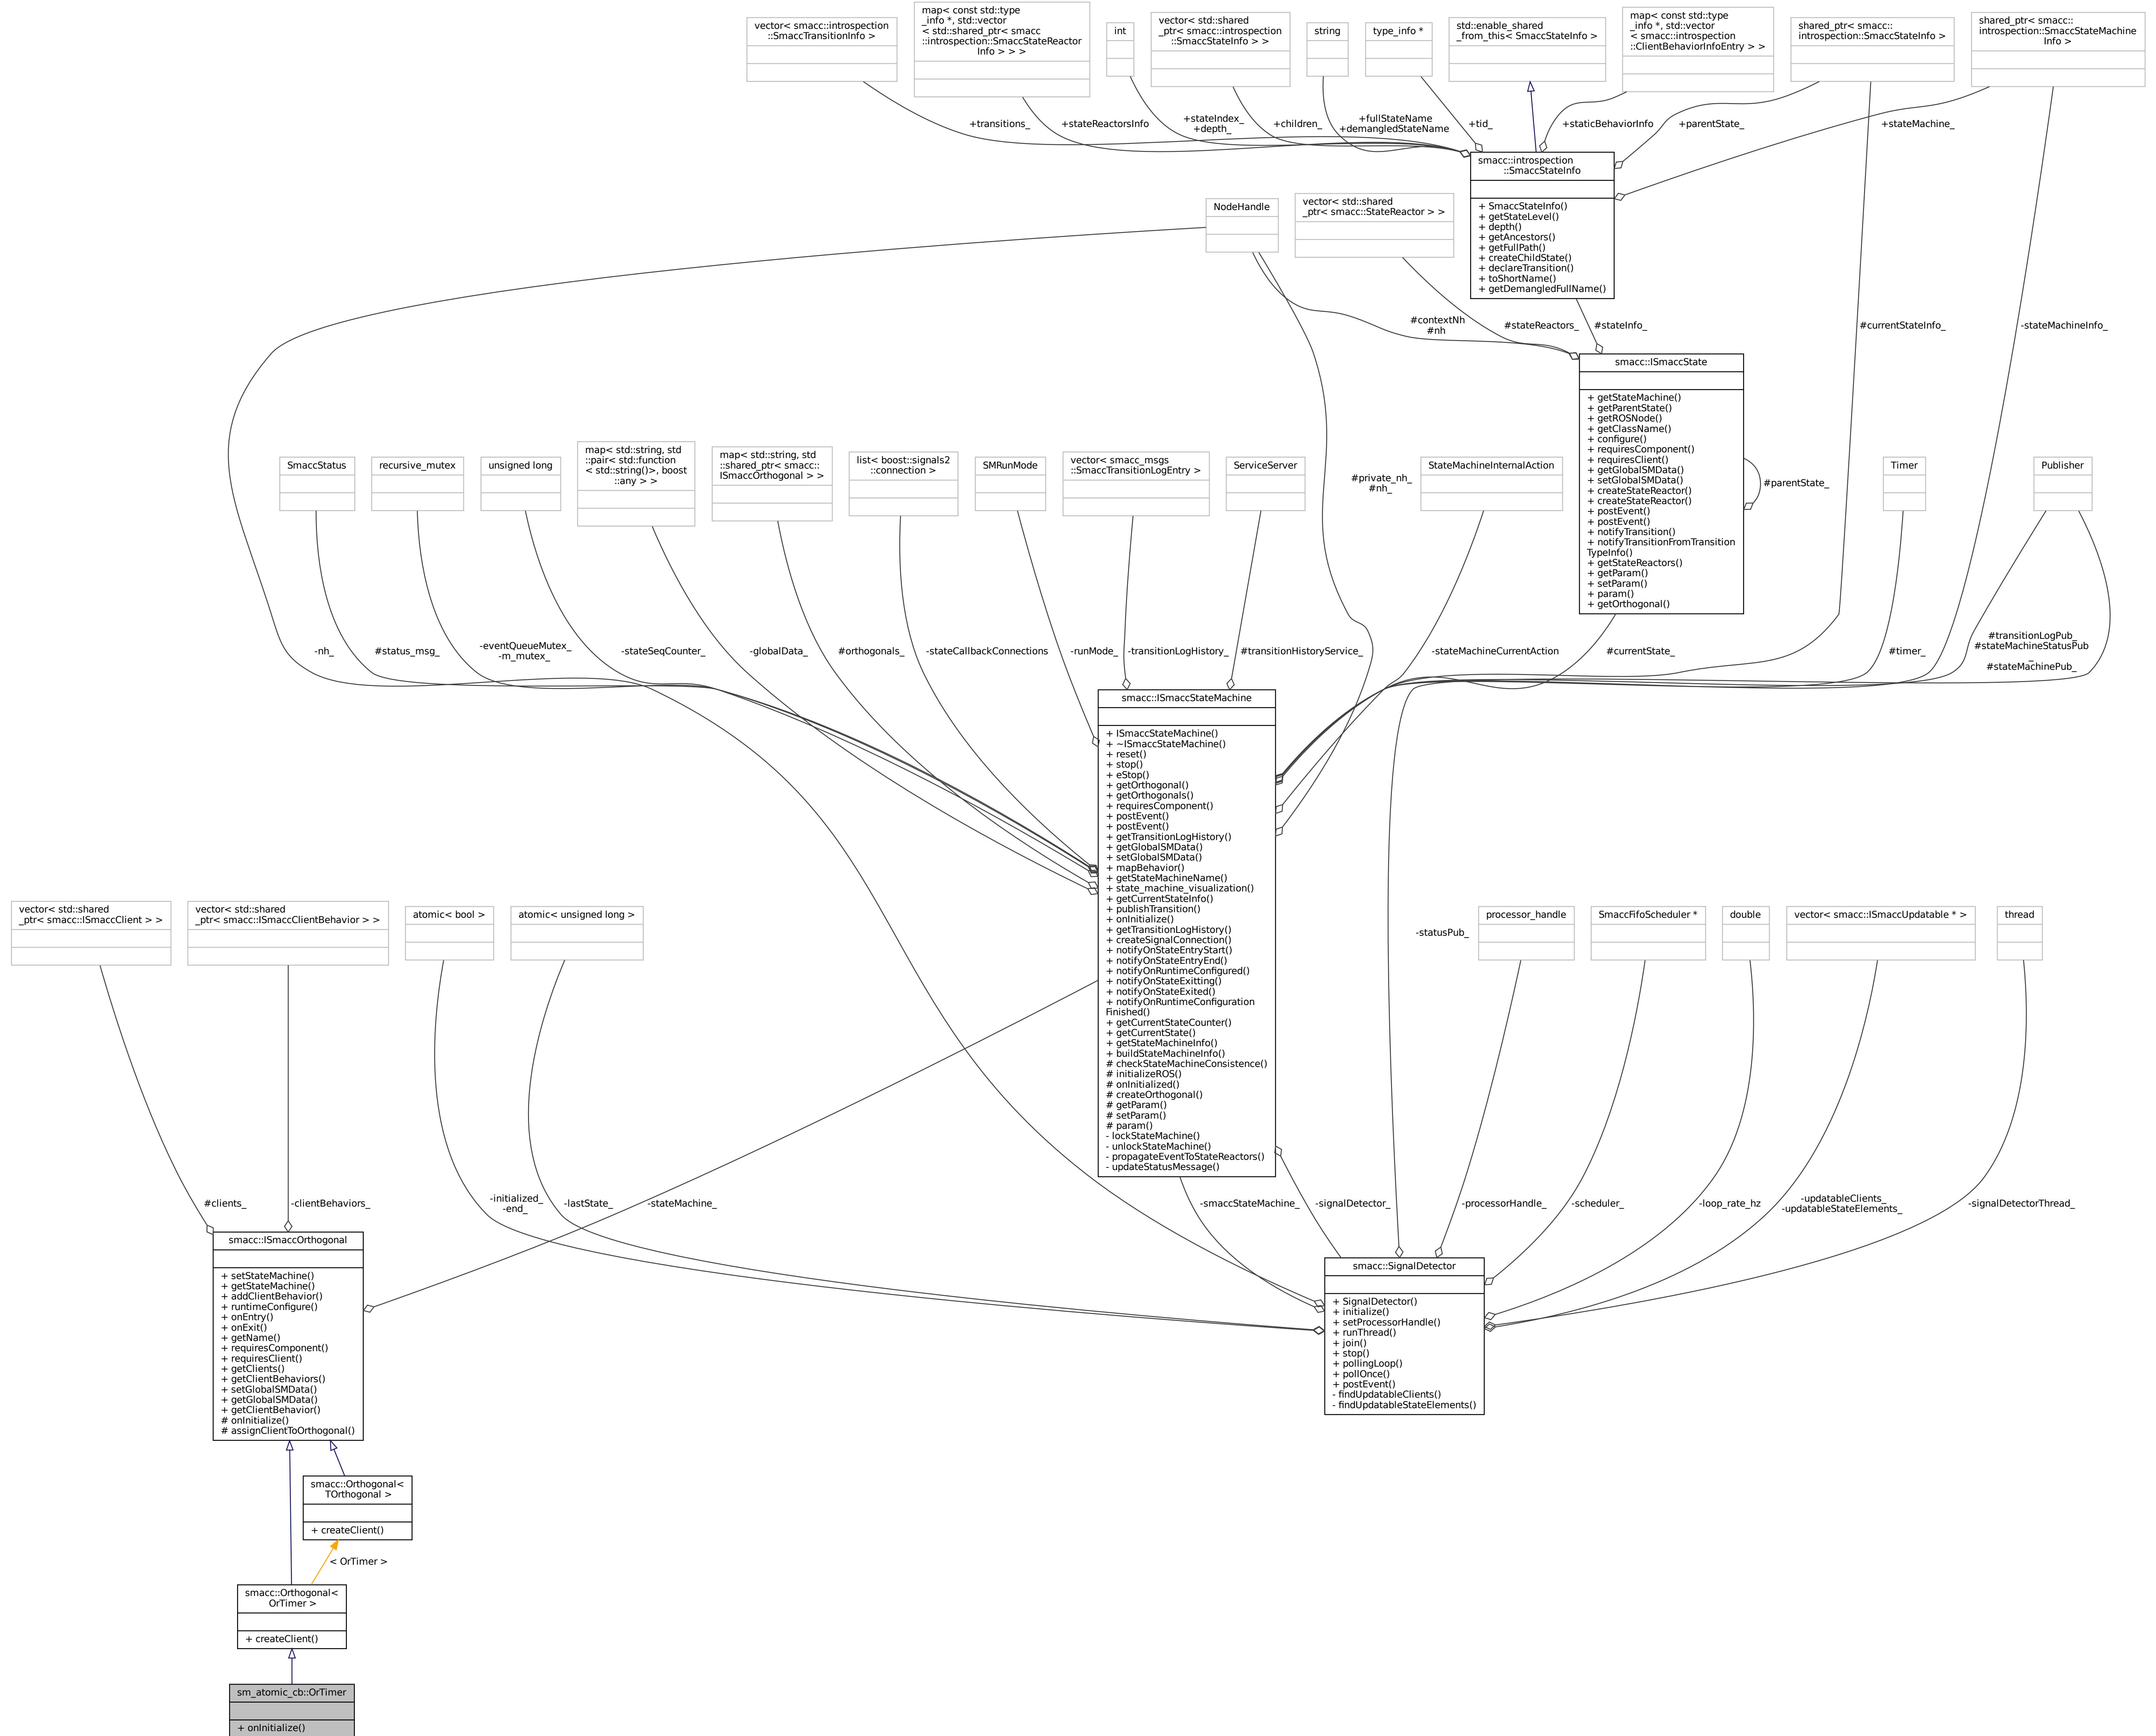 vector< smacc::introspection
::SmaccTransitionInfo >
map< const std::type
_info *, std::vector
< std::shared_ptr< smacc
::introspection::SmaccStateReactor
Info > > >
int
vector< std::shared
_ptr< smacc::introspection
::SmaccStateInfo > >
string
type_info *
std::enable_shared
_from_this< SmaccStateInfo >
map< const std::type
_info *, std::vector
< smacc::introspection
::ClientBehaviorInfoEntry > >
shared_ptr< smacc::
introspection::SmaccStateInfo >
shared_ptr< smacc::
introspection::SmaccStateMachine
Info >
+transitions_
+stateReactorsInfo
+stateIndex_
+depth_
+children_
+fullStateName
+demangledStateName
+tid_
+staticBehaviorInfo
+parentState_
+stateMachine_
smacc::introspection
::SmaccStateInfo
+ SmaccStateInfo()
+ getStateLevel()
+ depth()
+ getAncestors()
+ getFullPath()
+ createChildState()
+ declareTransition()
+ toShortName()
+ getDemangledFullName()
NodeHandle
vector< std::shared
_ptr< smacc::StateReactor > >
#contextNh
#nh
#stateReactors_
#stateInfo_
#currentStateInfo_
-stateMachineInfo_
smacc::ISmaccState
+ getStateMachine()
+ getParentState()
+ getROSNode()
+ getClassName()
+ configure()
+ requiresComponent()
+ requiresClient()
+ getGlobalSMData()
+ setGlobalSMData()
+ createStateReactor()
+ createStateReactor()
+ postEvent()
+ postEvent()
+ notifyTransition()
+ notifyTransitionFromTransition
TypeInfo()
+ getStateReactors()
+ getParam()
+ setParam()
+ param()
+ getOrthogonal()
#parentState_
SmaccStatus
recursive_mutex
unsigned long
map< std::string, std
::pair< std::function
< std::string()>, boost
::any > >
map< std::string, std
::shared_ptr< smacc::
ISmaccOrthogonal > >
list< boost::signals2
::connection >
SMRunMode
vector< smacc_msgs
::SmaccTransitionLogEntry >
ServiceServer
#private_nh_
#nh_
StateMachineInternalAction
Timer
Publisher
-nh_
#status_msg_
-eventQueueMutex_
-m_mutex_
-stateSeqCounter_
-globalData_
#orthogonals_
-stateCallbackConnections
-runMode_
-transitionLogHistory_
#transitionHistoryService_
-stateMachineCurrentAction
#currentState_
#timer_
#transitionLogPub_
#stateMachineStatusPub
_
#stateMachinePub_
smacc::ISmaccStateMachine
+ ISmaccStateMachine()
+ ~ISmaccStateMachine()
+ reset()
+ stop()
+ eStop()
+ getOrthogonal()
+ getOrthogonals()
+ requiresComponent()
+ postEvent()
+ postEvent()
+ getTransitionLogHistory()
+ getGlobalSMData()
+ setGlobalSMData()
+ mapBehavior()
+ getStateMachineName()
+ state_machine_visualization()
+ getCurrentStateInfo()
+ publishTransition()
+ onInitialize()
+ getTransitionLogHistory()
+ createSignalConnection()
+ notifyOnStateEntryStart()
+ notifyOnStateEntryEnd()
+ notifyOnRuntimeConfigured()
+ notifyOnStateExitting()
+ notifyOnStateExited()
+ notifyOnRuntimeConfiguration
Finished()
+ getCurrentStateCounter()
+ getCurrentState()
+ getStateMachineInfo()
+ buildStateMachineInfo()
# checkStateMachineConsistence()
# initializeROS()
# onInitialized()
# createOrthogonal()
# getParam()
# setParam()
# param()
- lockStateMachine()
- unlockStateMachine()
- propagateEventToStateReactors()
- updateStatusMessage()
vector< std::shared
_ptr< smacc::ISmaccClient > >
vector< std::shared
_ptr< smacc::ISmaccClientBehavior > >
atomic< bool >
atomic< unsigned long >
-statusPub_
processor_handle
SmaccFifoScheduler *
double
vector< smacc::ISmaccUpdatable * >
thread
#clients_
-clientBehaviors_
-initialized_
-end_
-lastState_
-stateMachine_
-smaccStateMachine_
-signalDetector_
-processorHandle_
-scheduler_
-loop_rate_hz
-updatableClients_
-updatableStateElements_
-signalDetectorThread_
smacc::ISmaccOrthogonal
+ setStateMachine()
+ getStateMachine()
+ addClientBehavior()
+ runtimeConfigure()
+ onEntry()
+ onExit()
+ getName()
+ requiresComponent()
+ requiresClient()
+ getClients()
+ getClientBehaviors()
+ setGlobalSMData()
+ getGlobalSMData()
+ getClientBehavior()
# onInitialize()
# assignClientToOrthogonal()
smacc::SignalDetector
+ SignalDetector()
+ initialize()
+ setProcessorHandle()
+ runThread()
+ join()
+ stop()
+ pollingLoop()
+ pollOnce()
+ postEvent()
- findUpdatableClients()
- findUpdatableStateElements()
smacc::Orthogonal<
TOrthogonal >
+ createClient()
< OrTimer >
smacc::Orthogonal<
OrTimer >
+ createClient()
sm_atomic_cb::OrTimer
+ onInitialize()